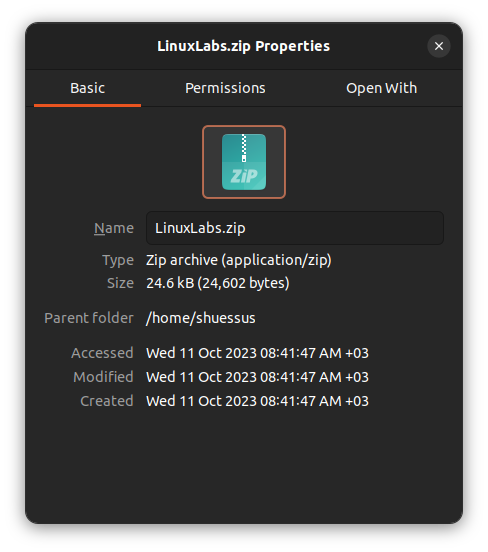 LinuxLabs.zip Properties
Basic Permissions Open With
ZiP
Name LinuxLabs.zip
Type Zip archive (application/zip)
Size 24.6 kB (24,602 bytes)
Parent folder /home/shuessus
Accessed Wed 11 Oct 2023 08:41:47 AM +03
Modified Wed 11 Oct 2023 08:41:47 AM +03
Created Wed 11 Oct 2023 08:41:47 AM +03